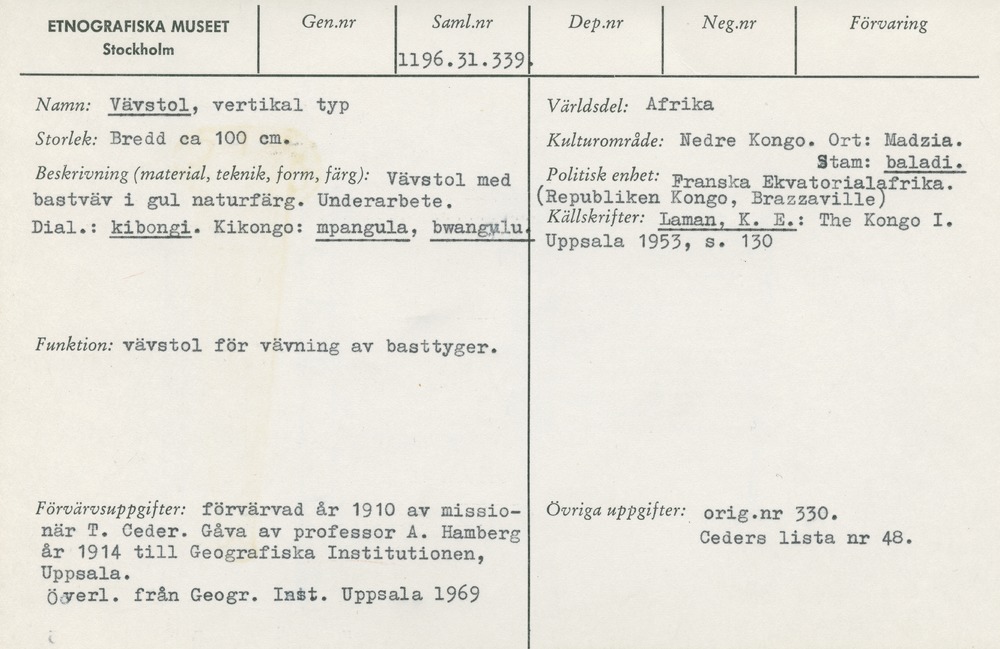 ETNOGRAFISKA MUSEET
Stockholm
Gen.nr
Saml.nr
1196.31.339.
Dep.nr
Neg.nr
Förvaring
Namn: Vävstol, vertikal typ
Storlek: Bredd ca 100 cm.
Beskrivning (material, teknik, form, färg): Vävstol med
bastväv i gul naturfärg. Underarbete.
Dial.: kibongi. Kikongo: mpangula, bwangulu.
Funktion: vävstol för vävning av basttyger.
Förvärvsuppgifter: förvärvad år 1910 av missio-
när T. Ceder. Gåva av professor A. Hamberg
år 1914 till Geografiska Institutionen,
Uppsala.
Överl. från Geogr. Inst. Uppsala 1969
Världsdel: Afrika
Kulturområde: Nedre Kongo. Ort: Madzia.
Stam: baladi.
Politisk enhet: Franska Ekvatorialafrika.
(Republiken Kongo, Brazzaville)
Källskrifter: Laman, K. E.: The Kongo I.
Uppsala 1953, s. 130
Övriga uppgifter: orig.nr 330.
Ceders lista nr 48.